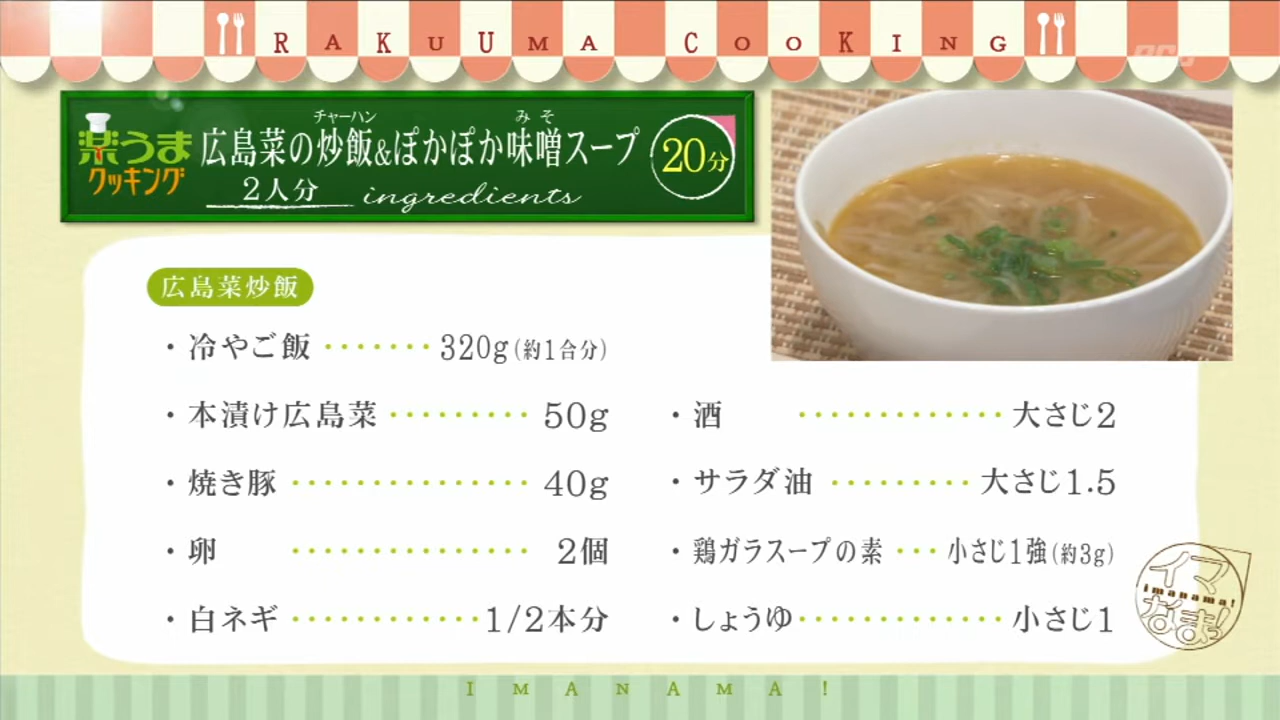 RAKUUMA COOKING
楽うま
クッキング
チャーハン みそ
広島菜の炒飯&ぽかぽか味噌スープ
20分
2人分 ingredients
広島菜炒飯
・冷やご飯 ······· 320g(約1合分)
・本漬け広島菜 ········· 50g
・焼き豚 ··············· 40g
・卵 ··············· 2個
・白ネギ ············ 1/2本分
・酒 ············· 大さじ2
・サラダ油 ········· 大さじ1.5
・鶏ガラスープの素 ··· 小さじ1強(約3g)
・しょうゆ ············· 小さじ1
イマ
imanama!
なまっ!
IMANAMA!